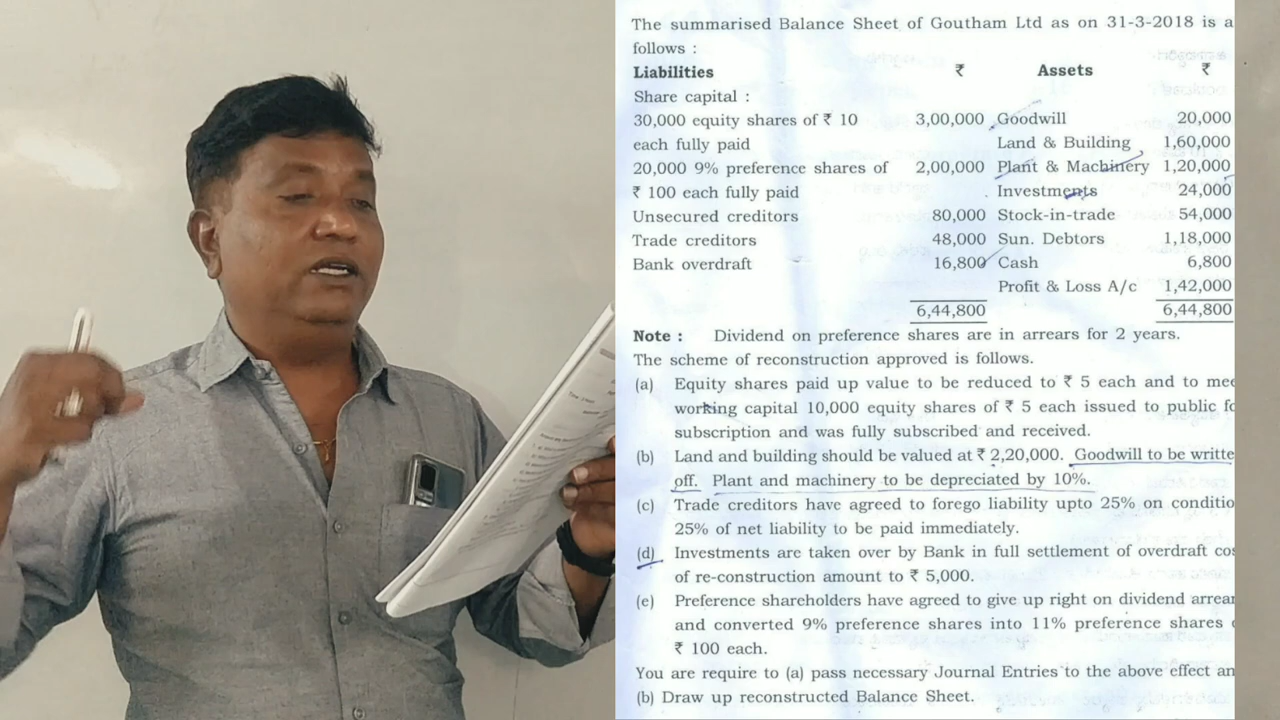 The summarised Balance Sheet of Goutham Ltd as on 31-3-2018 is a
follows :
Liabilities ₹ Assets ₹
Share capital :
30,000 equity shares of ₹ 10 3,00,000 Goodwill 20,000
each fully paid Land & Building 1,60,000
20,000 9% preference shares of 2,00,000 Plant & Machinery 1,20,000
₹ 100 each fully paid Investments 24,000
Unsecured creditors 80,000 Stock-in-trade 54,000
Trade creditors 48,000 Sun. Debtors 1,18,000
Bank overdraft 16,800 Cash 6,800
Profit & Loss A/c 1,42,000
6,44,800 6,44,800
Note : Dividend on preference shares are in arrears for 2 years.
The scheme of reconstruction approved is follows.
(a) Equity shares paid up value to be reduced to ₹ 5 each and to mee
working capital 10,000 equity shares of ₹ 5 each issued to public fo
subscription and was fully subscribed and received.
(b) Land and building should be valued at ₹ 2,20,000. Goodwill to be writte
off. Plant and machinery to be depreciated by 10%.
(c) Trade creditors have agreed to forego liability upto 25% on conditio
25% of net liability to be paid immediately.
(d) Investments are taken over by Bank in full settlement of overdraft cos
of re-construction amount to ₹ 5,000.
(e) Preference shareholders have agreed to give up right on dividend arrear
and converted 9% preference shares into 11% preference shares
₹ 100 each.
You are require to (a) pass necessary Journal Entries to the above effect an
(b) Draw up reconstructed Balance Sheet.